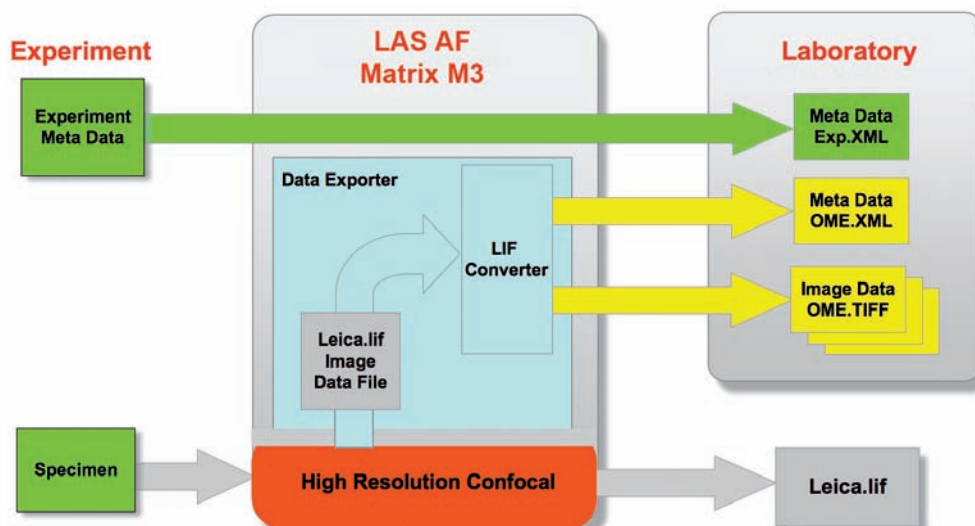 Experiment
Experiment
Meta Data
Specimen
LAS AF
Matrix M3
Data Exporter
LIF
Converter
Leica.lif
Image
Data File
High Resolution Confocal
Laboratory
Meta Data
Exp.XML
Meta Data
OME.XML
Image Data
OME.TIFF
Leica.lif